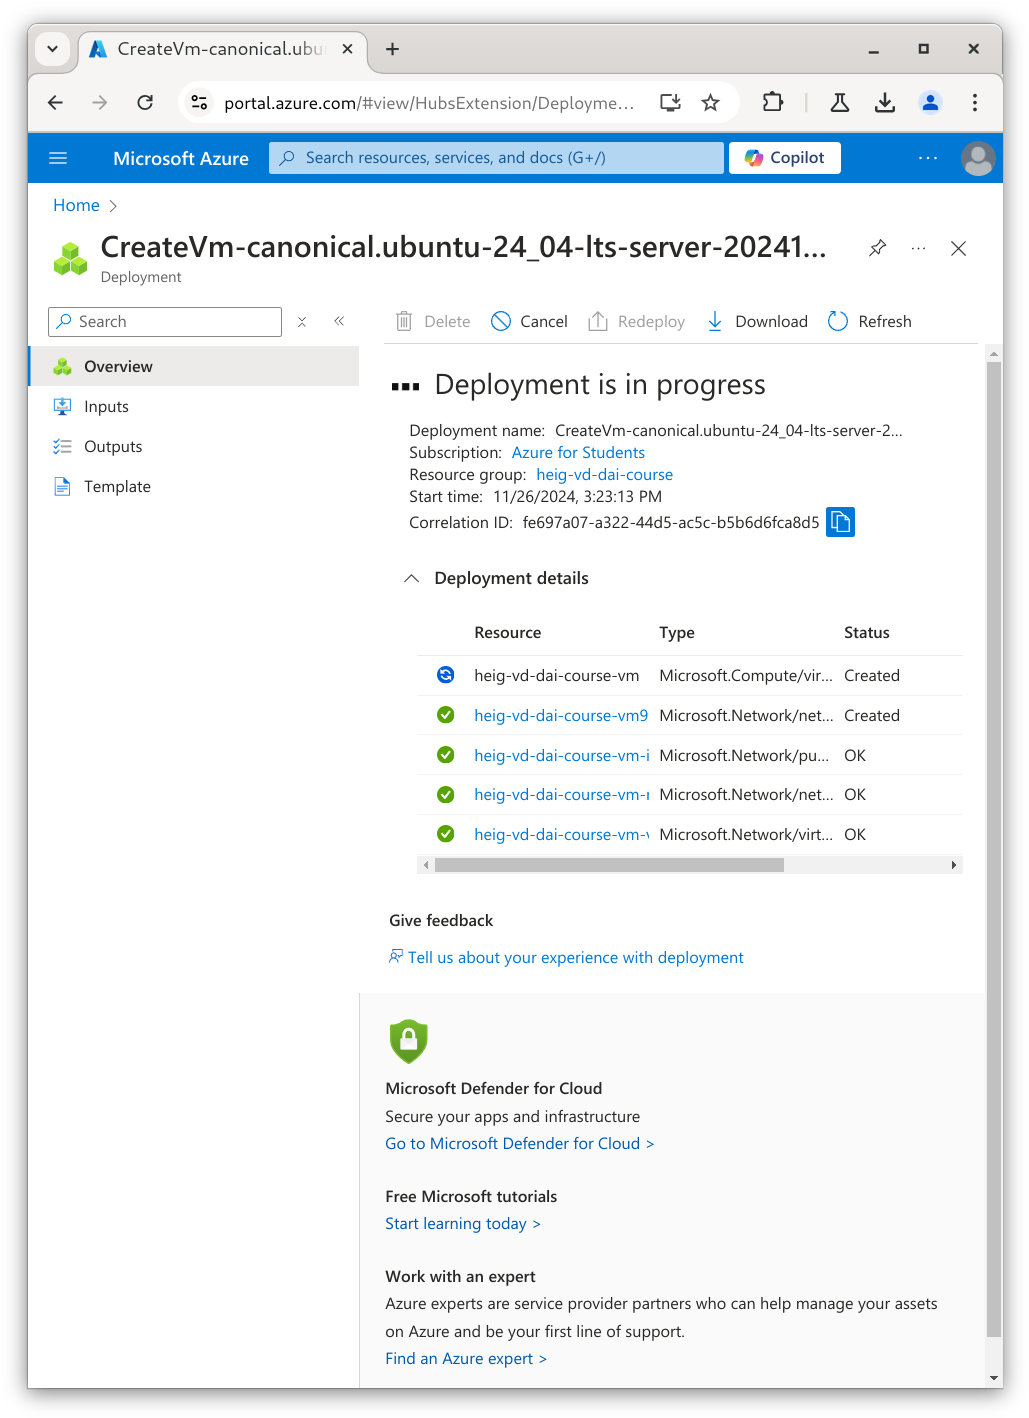 CreateVm-canonical.ubu
portal.azure.com/#view/HubsExtension/Deployme...
Microsoft Azure
Search resources, services, and docs (G+/)
Copilot
Home
CreateVm-canonical.ubuntu-24_04-lts-server-20241...
Deployment
Search
Delete
Cancel
Redeploy
Download
Refresh
Overview
Inputs
Outputs
Template
Deployment is in progress
Deployment name: CreateVm-canonical.ubuntu-24_04-lts-server-2...
Subscription: Azure for Students
Resource group: heig-vd-dai-course
Start time: 11/26/2024, 3:23:13 PM
Correlation ID: fe697a07-a322-44d5-ac5c-b5b6d6fca8d5
Deployment details
Resource Type Status
heig-vd-dai-course-vm Microsoft.Compute/vir... Created
heig-vd-dai-course-vm9 Microsoft.Network/net... Created
heig-vd-dai-course-vm-i Microsoft.Network/pu... OK
heig-vd-dai-course-vm- Microsoft.Network/net... OK
heig-vd-dai-course-vm- Microsoft.Network/virt... OK
Give feedback
Tell us about your experience with deployment
Microsoft Defender for Cloud
Secure your apps and infrastructure
Go to Microsoft Defender for Cloud >
Free Microsoft tutorials
Start learning today >
Work with an expert
Azure experts are service provider partners who can help manage your assets
on Azure and be your first line of support.
Find an Azure expert >